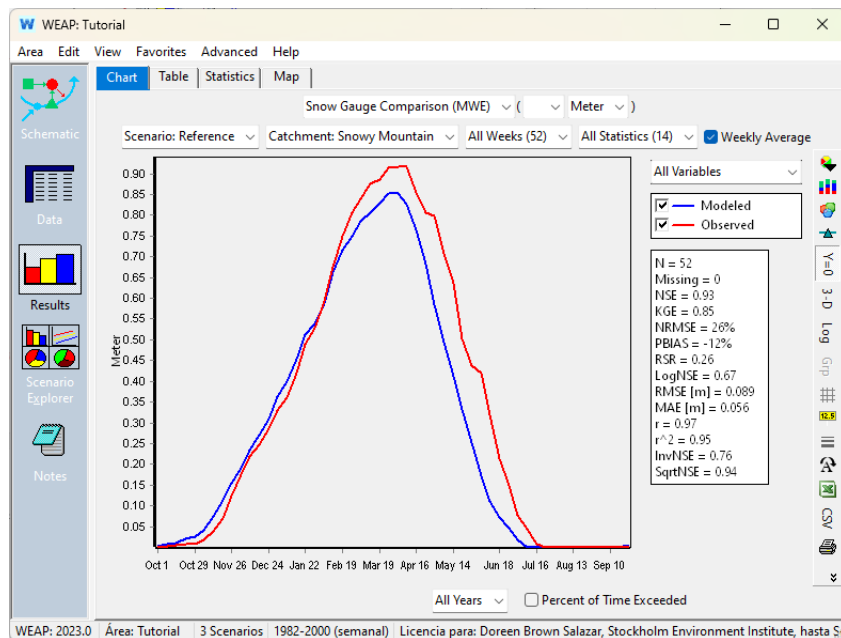 WEAP: Tutorial
Area Edit View Favorites Advanced Help
Chart Table Statistics Map
Snow Gauge Comparison (MWE) ( Meter )
Scenario: Reference Catchment: Snowy Mountain All Weeks (52) All Statistics (14) Weekly Average
Schematic
Data
Results
Scenario
Explorer
Notes
Meter
0.90
0.85
0.80
0.75
0.70
0.65
0.60
0.55
0.50
0.45
0.40
0.35
0.30
0.25
0.20
0.15
0.10
0.05
Oct 1 Oct 29 Nov 26 Dec 24 Jan 22 Feb 19 Mar 19 Apr 16 May 14 Jun 18 Jul 16 Aug 13 Sep 10
All Variables
Modeled
Observed
N = 52
Missing = 0
NSE = 0.93
KGE = 0.85
NRMSE = 26%
PBIAS = -12%
RSR = 0.26
LogNSE = 0.67
RMSE [m] = 0.089
MAE [m] = 0.056
r = 0.97
r^2 = 0.95
InvNSE = 0.76
SqrtNSE = 0.94
Y=0
3-D
Log
Grp
12.5
A
CSV
All Years Percent of Time Exceeded
WEAP: 2023.0 Área: Tutorial 3 Scenarios 1982-2000 (semanal) Licencia para: Doreen Brown Salazar, Stockholm Environment Institute, hasta